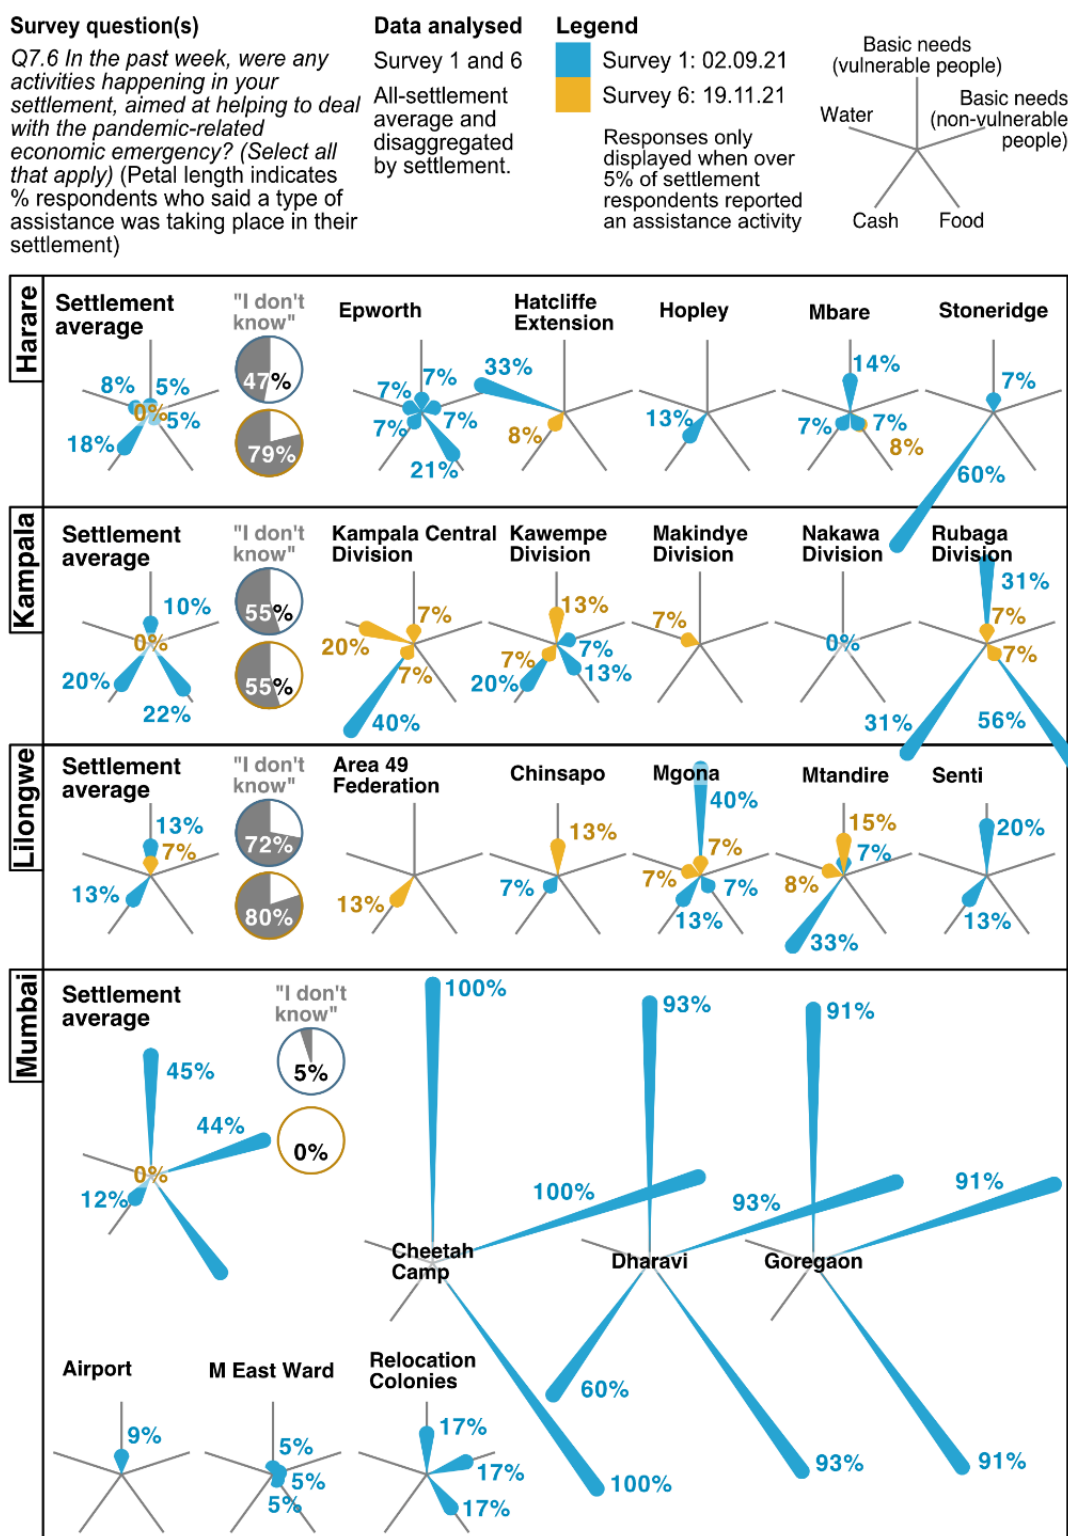 Survey question(s)
Q7.6 In the past week, were any
activities happening in your
settlement, aimed at helping to deal
with the pandemic-related
economic emergency? (Select all
that apply) (Petal length indicates
% respondents who said a type of
assistance was taking place in their
settlement)
Data analysed
Survey 1 and 6
All-settlement
average and
disaggregated
by settlement.
Legend
Survey 1: 02.09.21
Survey 6: 19.11.21
Responses only
displayed when over
5% of settlement
respondents reported
an assistance activity
Basic needs
(vulnerable people)
Water
Basic needs
(non-vulnerable
people)
Cash
Food
Harare
Settlement
average
8%
5%
0%
5%
18%
"I don't
know"
47%
79%
Epworth
7%
7%
7%
7%
21%
Hatcliffe
Extension
33%
8%
Hopley
13%
Mbare
14%
7%
7%
8%
Stoneridge
7%
60%
Kampala
Settlement
average
10%
0%
20%
22%
"I don't
know"
55%
55%
Kampala Central
Division
7%
20%
7%
40%
Kawempe
Division
13%
7%
7%
13%
20%
Makindye
Division
7%
Nakawa
Division
0%
Rubaga
Division
31%
7%
7%
31%
56%
Lilongwe
Settlement
average
13%
7%
13%
"I don't
know"
72%
80%
Area 49
Federation
13%
Chinsapo
13%
7%
Mgona
40%
7%
7%
7%
13%
Mtandire
15%
7%
8%
33%
Senti
20%
13%
Mumbai
Settlement
average
45%
44%
0%
12%
"I don't
know"
5%
0%
100%
100%
Cheetah
Camp
100%
93%
93%
Dharavi
60%
93%
91%
91%
Goregaon
91%
Airport
9%
M East Ward
5%
5%
5%
Relocation
Colonies
17%
17%
17%